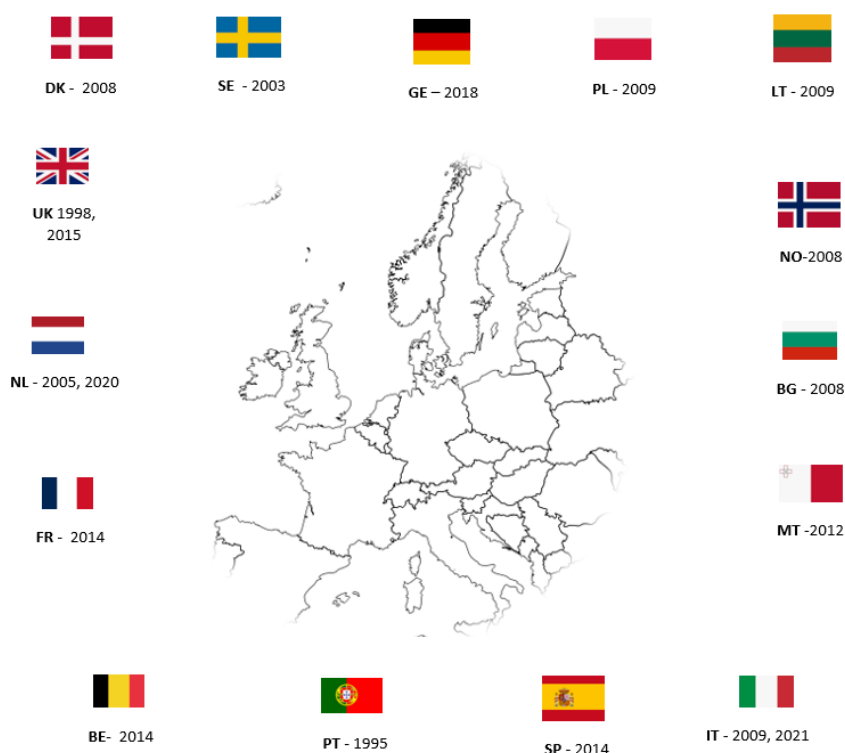 DK - 2008
SE - 2003
GE – 2018
PL - 2009
LT - 2009
UK 1998,
2015
NO-2008
NL - 2005, 2020
BG - 2008
FR - 2014
MT -2012
BE- 2014
PT - 1995
SP - 2014
IT - 2009, 2021